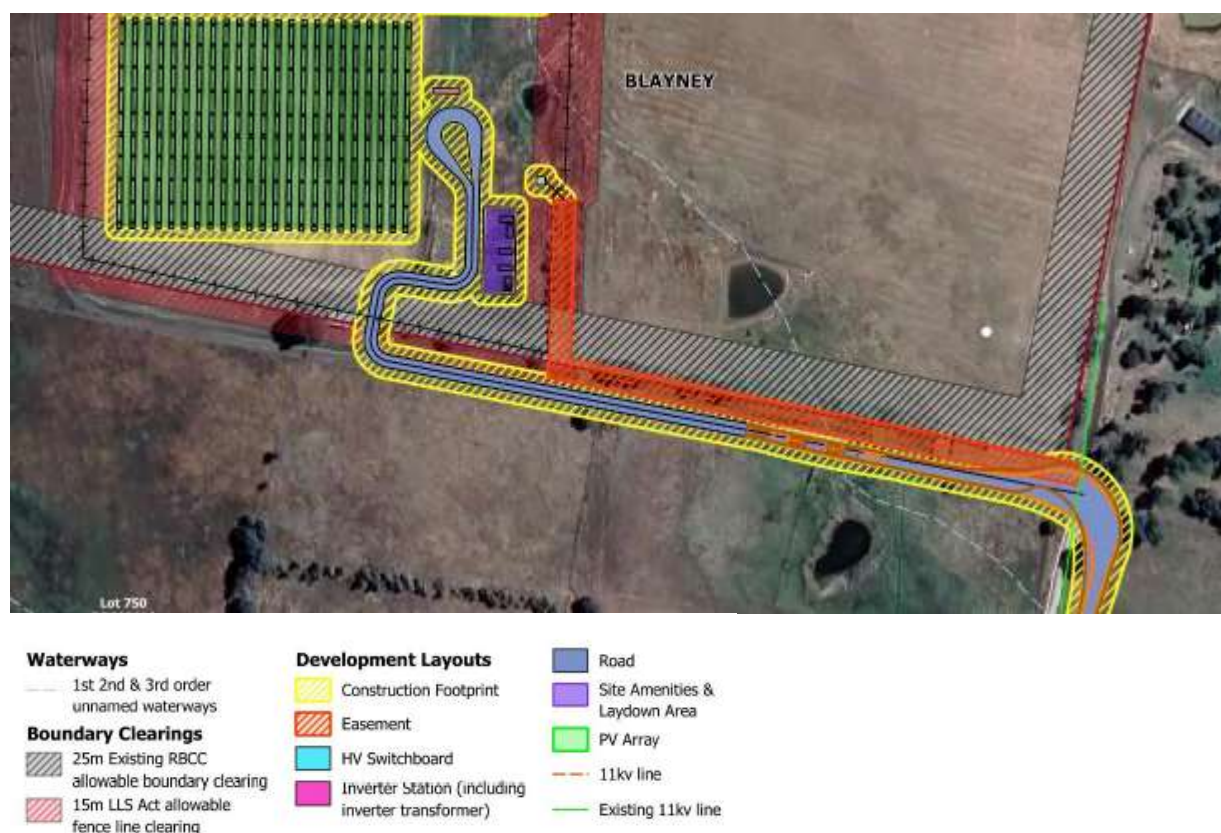 BLAYNEY
Lot 750
Waterways
1st 2nd & 3rd order
unnamed waterways
Boundary Clearings
25m Existing RBCC
allowable boundary clearing
15m LLS Act allowable
fence line clearing
Development Layouts
Construction Footprint
Easement
HV Switchboard
Inverter Station (including
inverter transformer)
Road
Site Amenities &
Laydown Area
PV Array
11kv line
Existing 11kv line